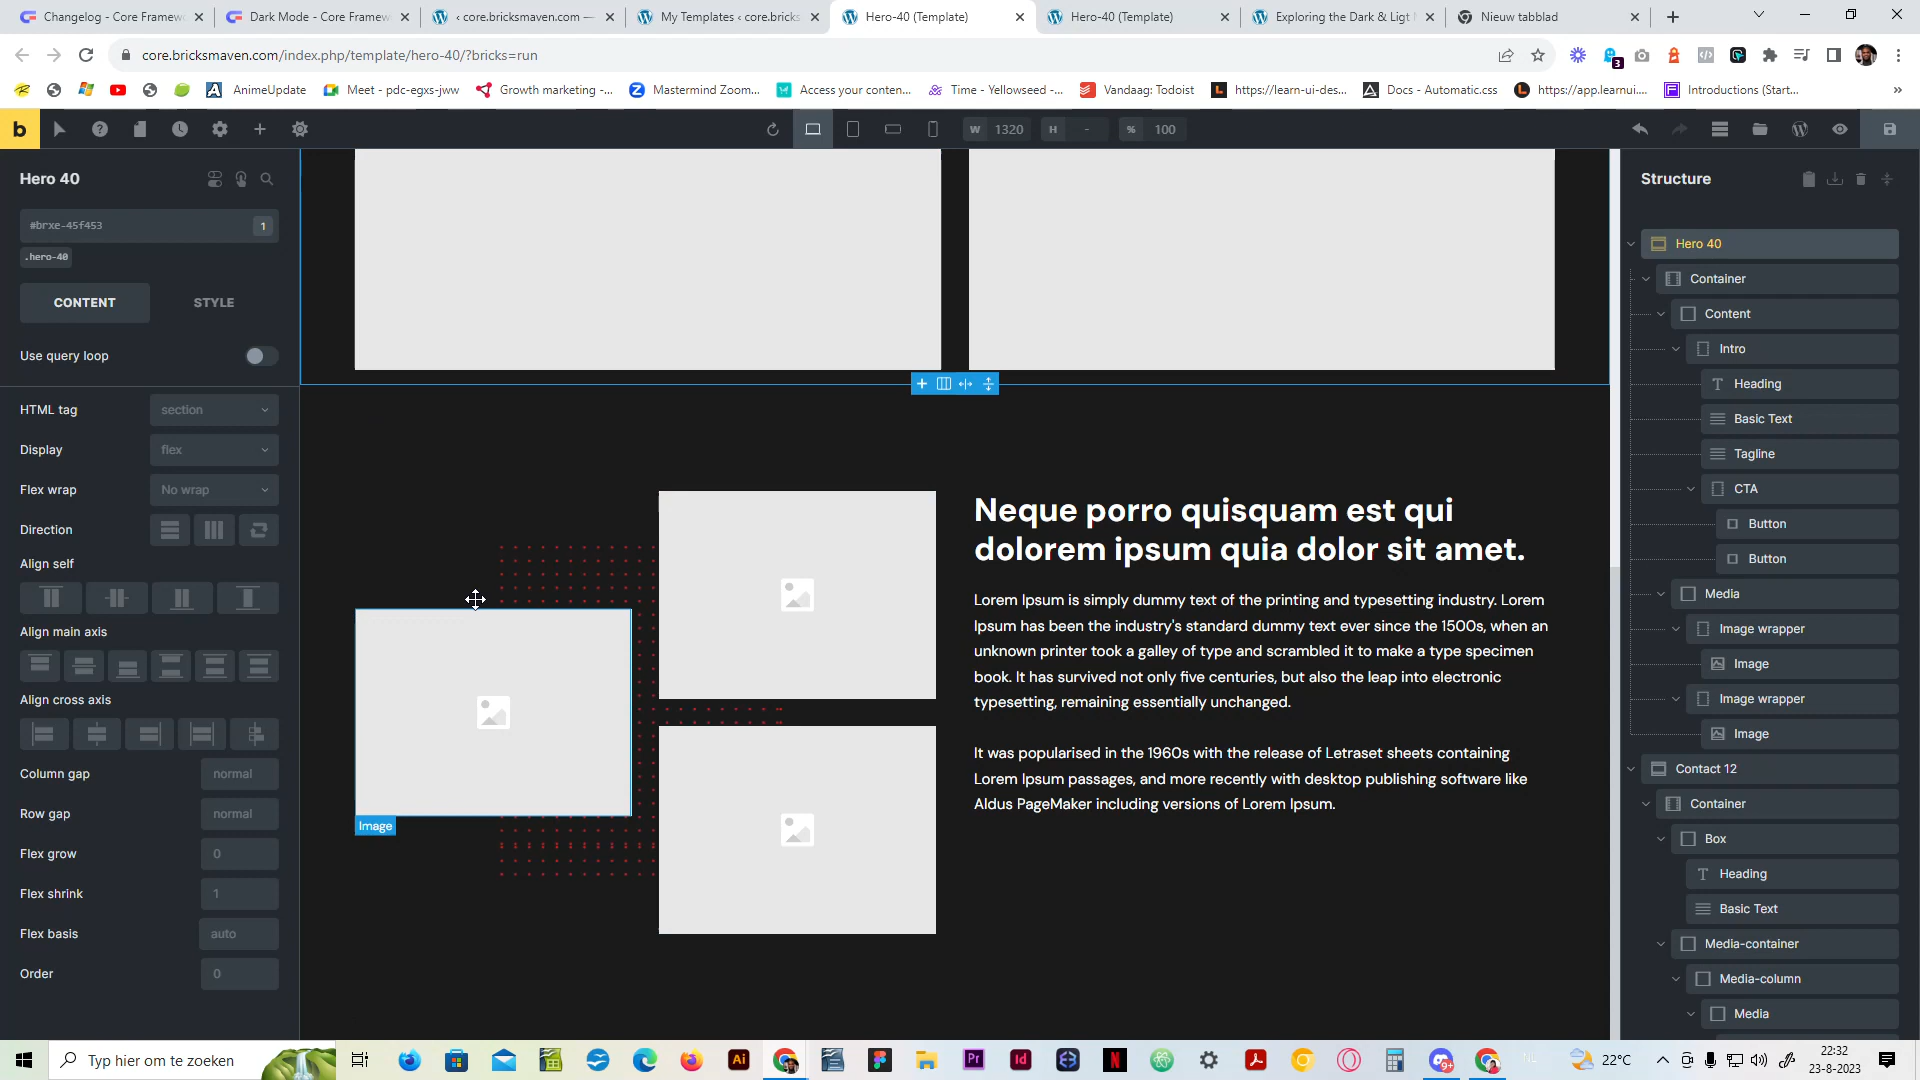 Changelog - Core Framew
Dark Mode - Core Framew
‹ core.bricksmaven.com —
My Templates ‹ core.bricks
Hero-40 (Template)
Hero-40 (Template)
Exploring the Dark & Ligt
Nieuw tabblad
core.bricksmaven.com/index.php/template/hero-40/?bricks=run
3
AnimeUpdate
Meet - pdc-egxs-jww
Growth marketing -...
Mastermind Zoom...
Access your conten...
Time - Yellowseed -...
Vandaag: Todoist
https://learn-ui-des...
Docs - Automatic.css
https://app.learnui....
Introductions (Start...
b
W 1320
H -
% 100
Hero 40
#brxe-45f453
1
.hero-40
CONTENT
STYLE
Use query loop
HTML tag
section
Display
flex
Flex wrap
No wrap
Direction
Align self
Align main axis
Align cross axis
Column gap
normal
Row gap
normal
Flex grow
0
Flex shrink
1
Flex basis
auto
Order
0
Image
Neque porro quisquam est qui
dolorem ipsum quia dolor sit amet.
Lorem Ipsum is simply dummy text of the printing and typesetting industry. Lorem
Ipsum has been the industry's standard dummy text ever since the 1500s, when an
unknown printer took a galley of type and scrambled it to make a type specimen
book. It has survived not only five centuries, but also the leap into electronic
typesetting, remaining essentially unchanged.
It was popularised in the 1960s with the release of Letraset sheets containing
Lorem Ipsum passages, and more recently with desktop publishing software like
Aldus PageMaker including versions of Lorem Ipsum.
Structure
Hero 40
Container
Content
Intro
Heading
Basic Text
Tagline
CTA
Button
Button
Media
Image wrapper
Image
Image wrapper
Image
Contact 12
Container
Box
Heading
Basic Text
Media-container
Media-column
Media
Typ hier om te zoeken
Ai
Pr
Id
N
9+
22°C
22:32
23-8-2023